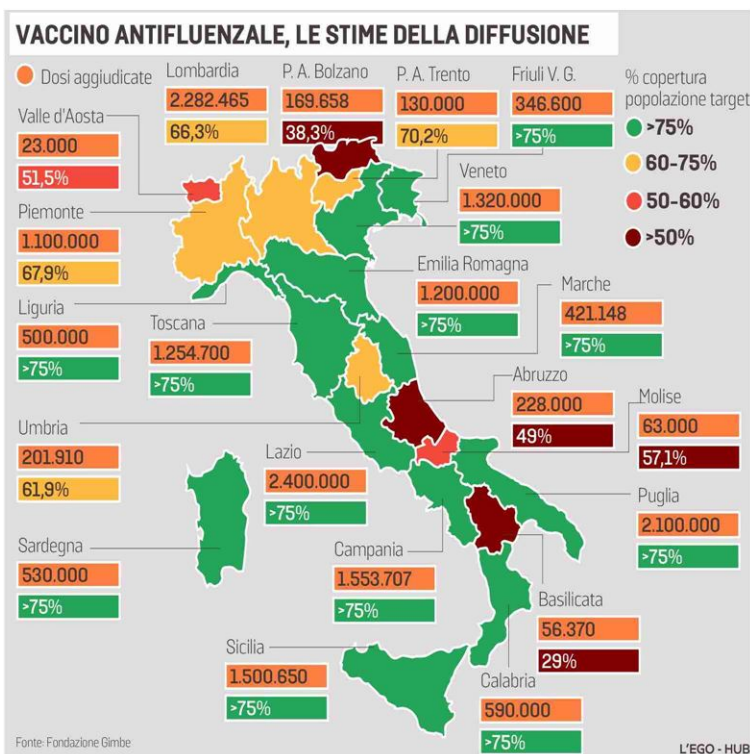 VACCINO ANTIFLUENZALE, LE STIME DELLA DIFFUSIONE
Dosi aggiudicate
Lombardia
2.282.465
66,3%
P. A. Bolzano
169.658
38,3%
P. A. Trento
130.000
70,2%
Friuli V. G.
346.600
>75%
% copertura
popolazione target
>75%
60-75%
50-60%
>50%
Valle d'Aosta
23.000
51,5%
Veneto
1.320.000
>75%
Piemonte
1.100.000
67,9%
Emilia Romagna
1.200.000
>75%
Marche
421.148
>75%
Liguria
500.000
>75%
Toscana
1.254.700
>75%
Abruzzo
228.000
49%
Molise
63.000
57,1%
Umbria
201.910
61,9%
Lazio
2.400.000
>75%
Puglia
2.100.000
>75%
Sardegna
530.000
>75%
Campania
1.553.707
>75%
Basilicata
56.370
29%
Sicilia
1.500.650
>75%
Calabria
590.000
>75%
Fonte: Fondazione Gimbe
L'EGO - HUB